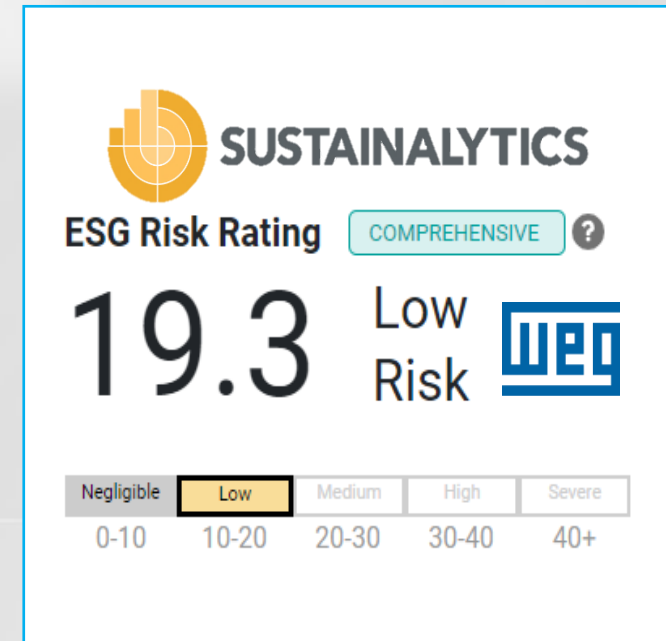 SUSTAINALYTICS
ESG Risk Rating COMPREHENSIVE ?
19.3 Low Risk weg
Negligible Low Medium High Severe
0-10 10-20 20-30 30-40 40+